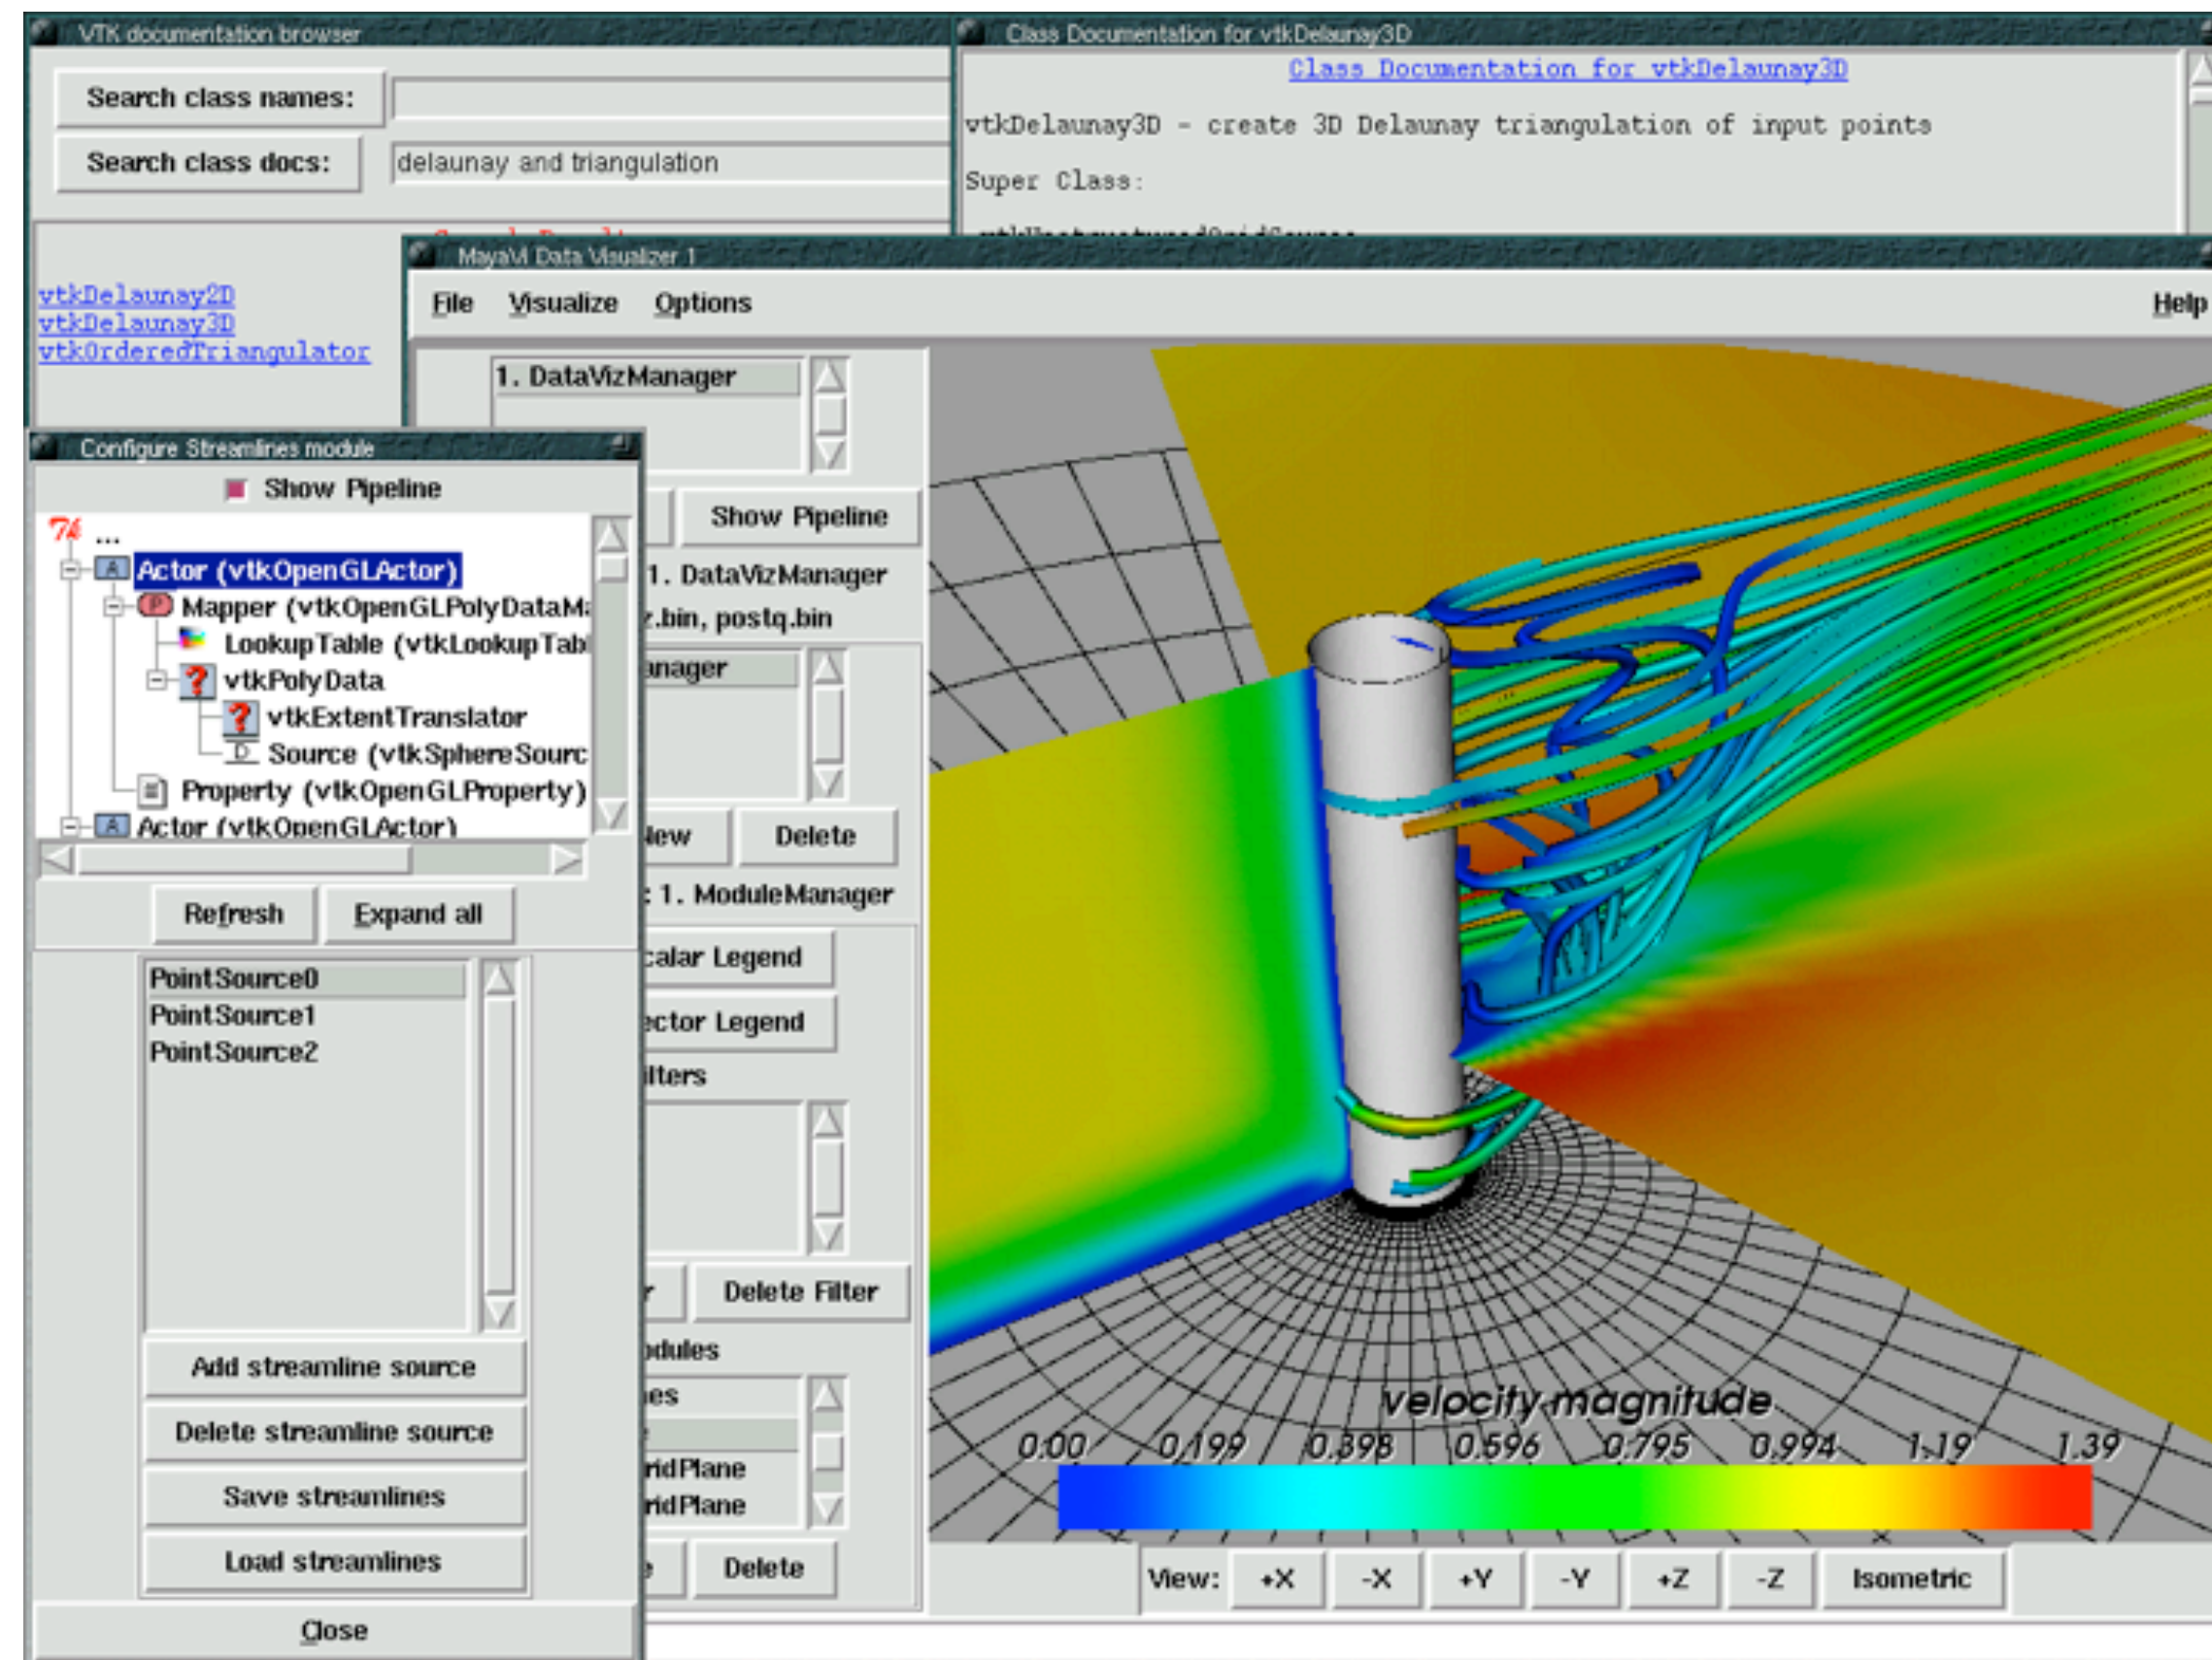 VTK documentation browser
Search class names:
Search class docs:
delaunay and triangulation
vtkDelaunay2D
vtkDelaunay3D
vtkOrderedTriangulator
Class Documentation for vtkDelaunay3D
Class Documentation for vtkDelaunay3D
vtkDelaunay3D - create 3D Delaunay triangulation of input points
Super Class:
MayaVi Data Visualizer 1
File Visualize Options Help
1. DataVizManager
Show Pipeline
1. DataVizManager
z.bin, postq.bin
anager
New Delete
: 1. ModuleManager
calar Legend
ector Legend
ilters
r Delete Filter
odules
es
e
ridPlane
ridPlane
e Delete
Configure Streamlines module
Show Pipeline
7k ...
Actor (vtkOpenGLActor)
Mapper (vtkOpenGLPolyDataMa
LookupTable (vtkLookupTabl
vtkPolyData
vtkExtentTranslator
Source (vtkSphereSourc
Property (vtkOpenGLProperty)
Actor (vtkOpenGLActor)
Refresh Expand all
PointSource0
PointSource1
PointSource2
Add streamline source
Delete streamline source
Save streamlines
Load streamlines
Close
velocity magnitude
0.00 0.199 0.398 0.596 0.795 0.994 1.19 1.39
View: +X -X +Y -Y +Z -Z Isometric